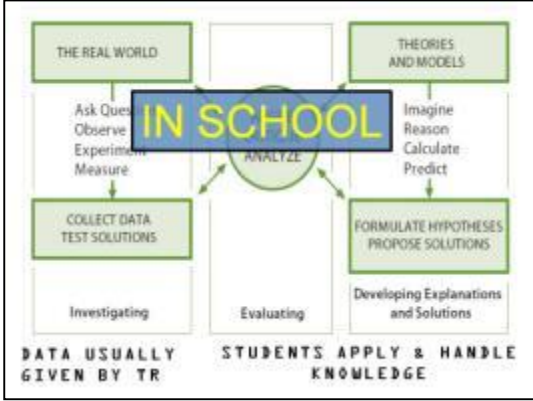 THE REAL WORLD
THEORIES
AND MODELS
IN SCHOOL
Ask
Observe
Experiment
Measure
ANALYZE
Imagine
Reason
Calculate
Predict
COLLECT DATA
TEST SOLUTIONS
FORMULATE HYPOTHESES
PROPOSE SOLUTIONS
Investigating
Evaluating
Developing Explanations
and Solutions
DATA USUALLY
GIVEN BY TR
STUDENTS APPLY & HANDLE
KNOWLEDGE